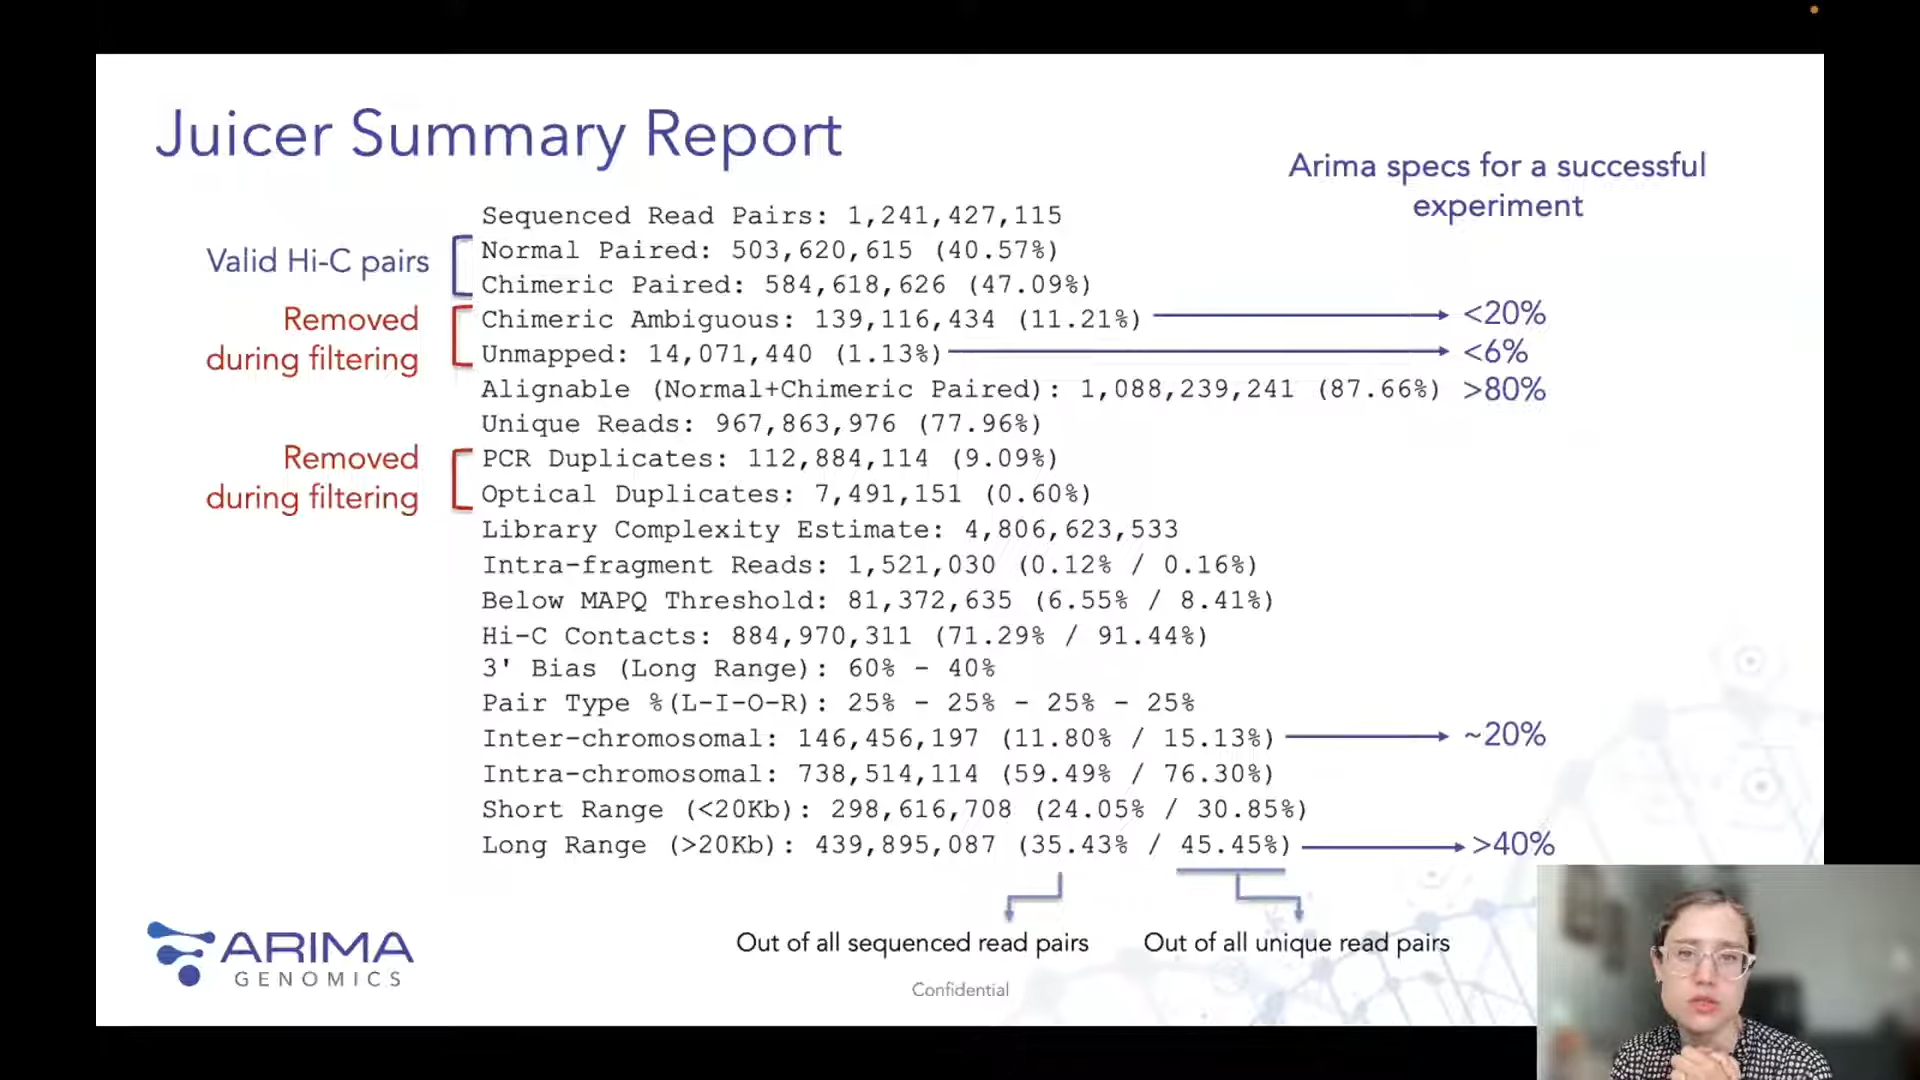 Juicer Summary Report
Arima specs for a successful
experiment
Sequenced Read Pairs: 1,241,427,115
Valid Hi-C pairs
Normal Paired: 503,620,615 (40.57%)
Chimeric Paired: 584,618,626 (47.09%)
Removed
during filtering
Chimeric Ambiguous: 139,116,434 (11.21%)
<20%
Unmapped: 14,071,440 (1.13%)
<6%
Alignable (Normal+Chimeric Paired): 1,088,239,241 (87.66%)
>80%
Unique Reads: 967,863,976 (77.96%)
Removed
during filtering
PCR Duplicates: 112,884,114 (9.09%)
Optical Duplicates: 7,491,151 (0.60%)
Library Complexity Estimate: 4,806,623,533
Intra-fragment Reads: 1,521,030 (0.12% / 0.16%)
Below MAPQ Threshold: 81,372,635 (6.55% / 8.41%)
Hi-C Contacts: 884,970,311 (71.29% / 91.44%)
3' Bias (Long Range): 60% - 40%
Pair Type %(L-I-O-R): 25% - 25% - 25% - 25%
Inter-chromosomal: 146,456,197 (11.80% / 15.13%)
~20%
Intra-chromosomal: 738,514,114 (59.49% / 76.30%)
Short Range (<20Kb): 298,616,708 (24.05% / 30.85%)
Long Range (>20Kb): 439,895,087 (35.43% / 45.45%)
>40%
Out of all sequenced read pairs
Out of all unique read pairs
ARIMA
GENOMICS
Confidential